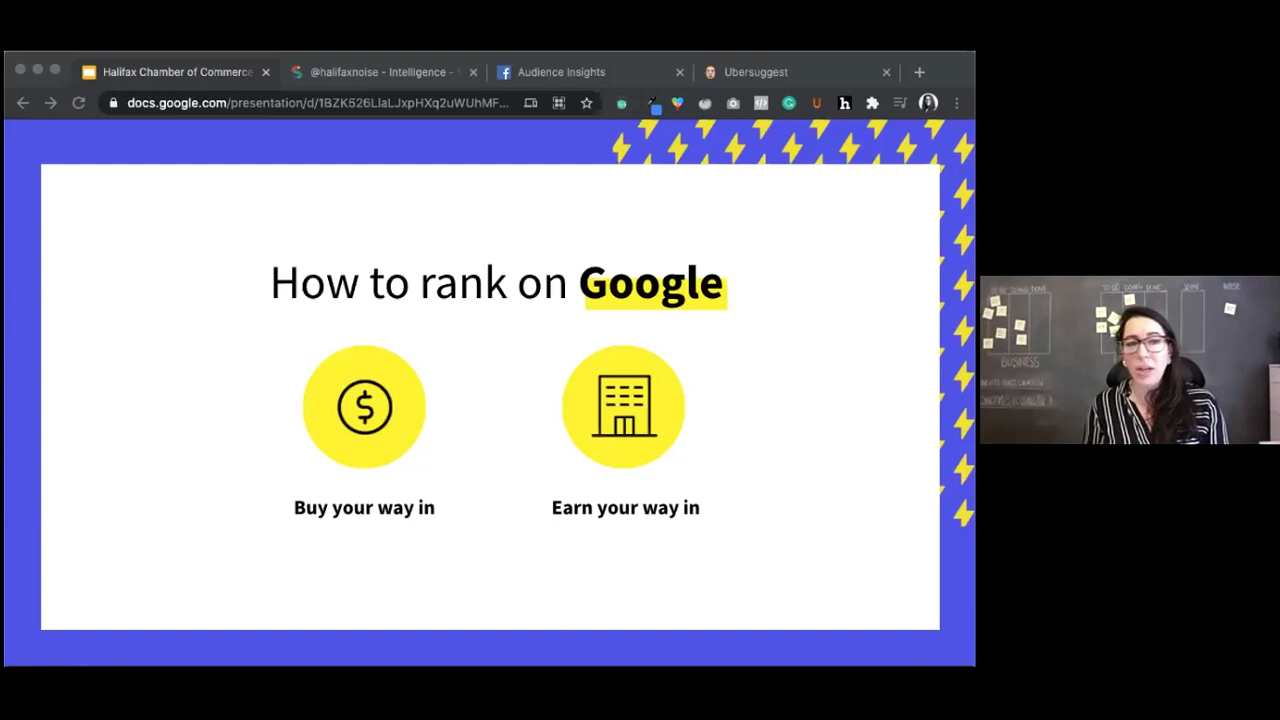 Halifax Chamber of Commerce
@halifaxnoise - Intelligence -
Audience Insights
Ubersuggest
docs.google.com/presentation/d/1BZK526LlaLJxpHXq2uWUhMF...
How to rank on Google
Buy your way in
Earn your way in
BUSINESS